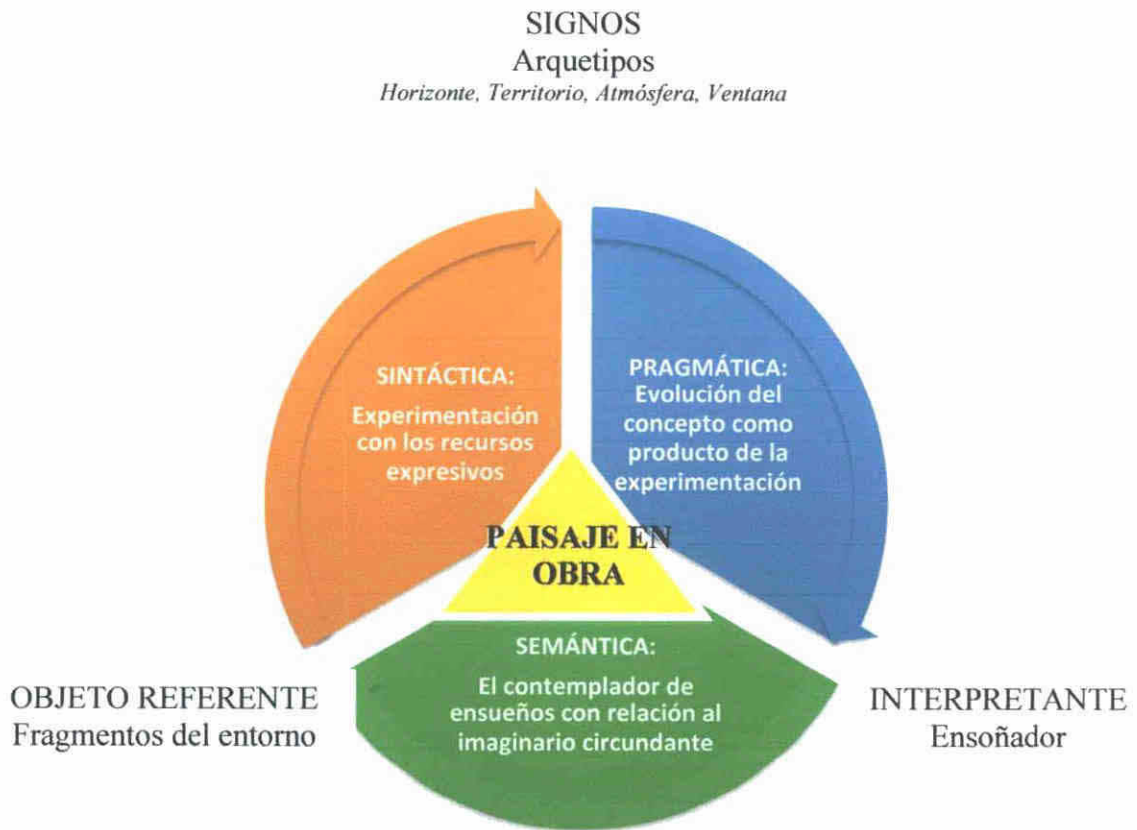 SIGNOS
Arquetipos
Horizonte, Territorio, Atmósfera, Ventana
SINTÁCTICA:
Experimentación
con los recursos
expresivos
PRAGMÁTICA:
Evolución del
concepto como
producto de la
experimentación
PAISAJE EN
OBRA
SEMÁNTICA:
El contemplador de
ensueños con relación al
imaginario circundante
OBJETO REFERENTE
Fragmentos del entorno
INTERPRETANTE
Ensoñador